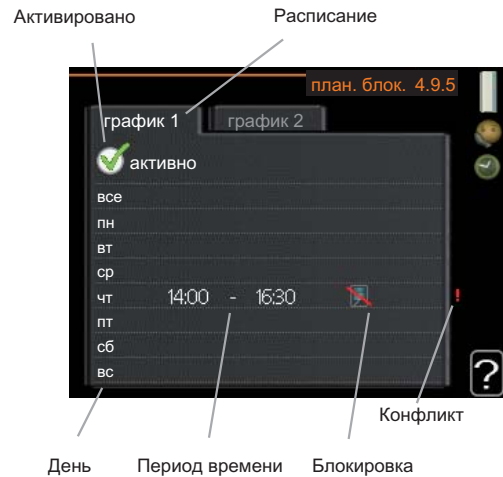 Активировано Расписание
план. блок. 4.9.5
график 1 график 2
активно
все
пн
вт
ср
чт 14:00 - 16:30 !
пт
сб
вс
?
Конфликт
День Период времени Блокировка